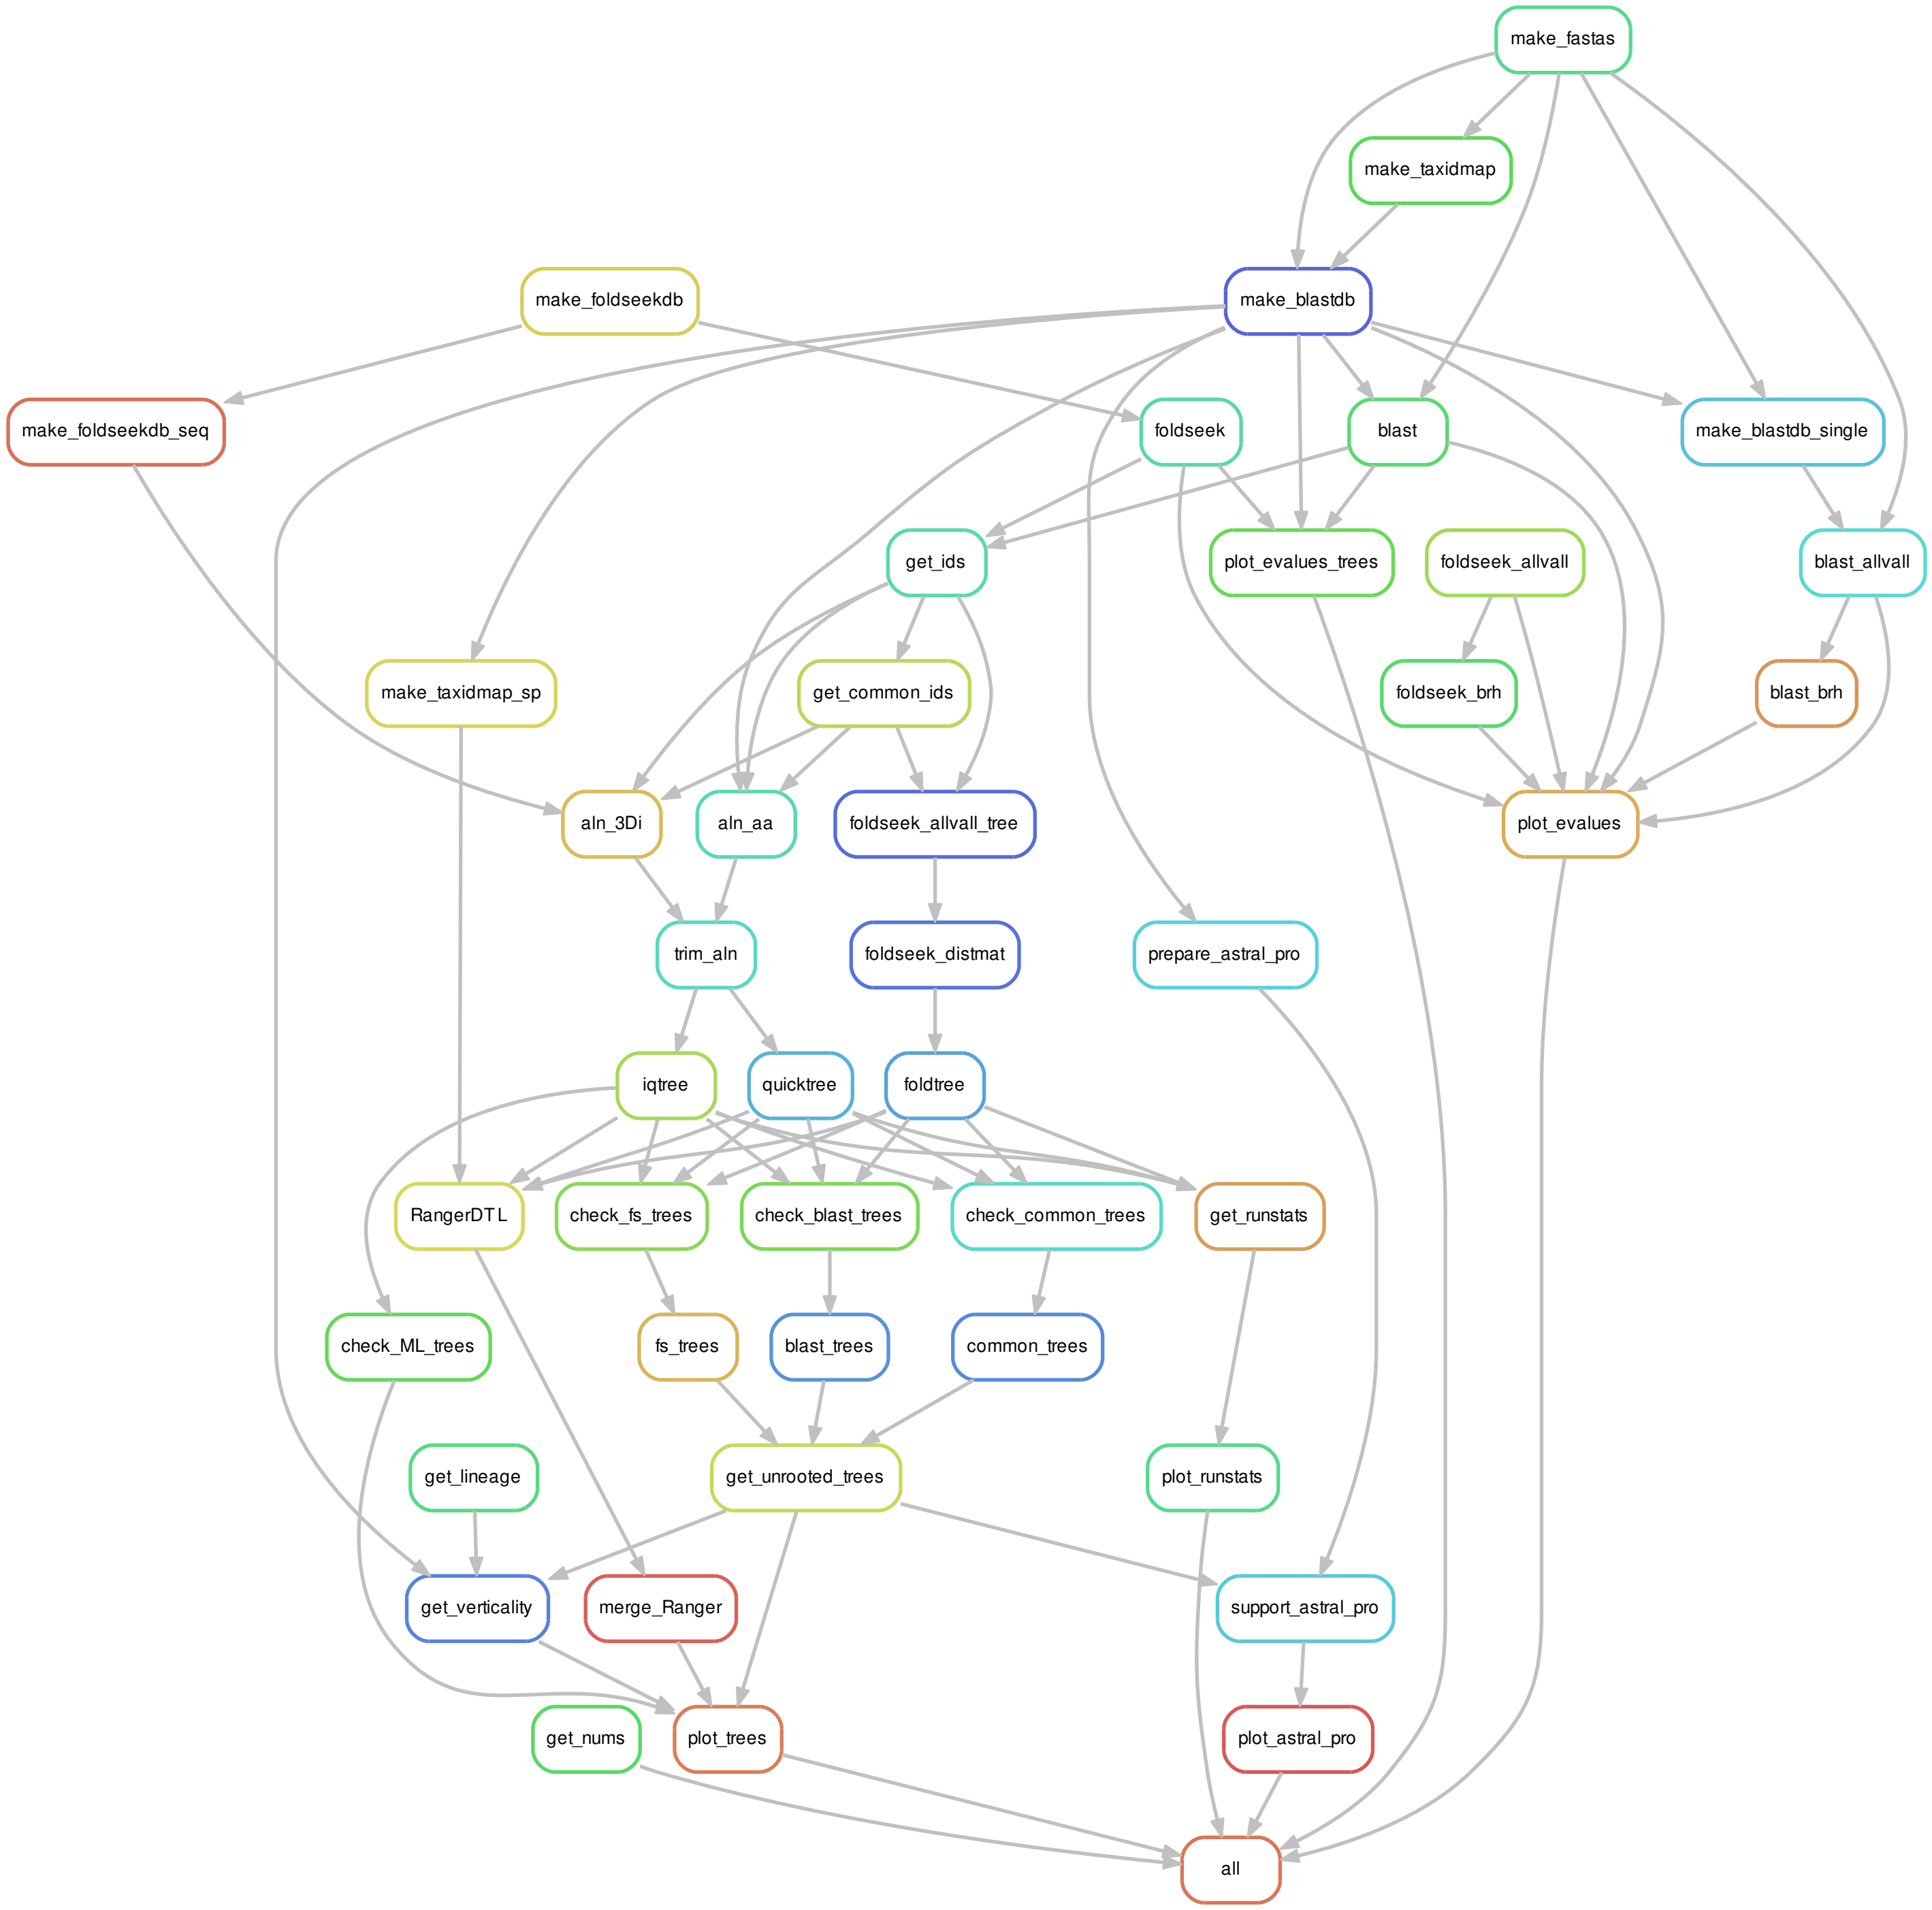 make_fastas
make_taxidmap
make_foldseekdb
make_blastdb
make_foldseekdb_seq
foldseek
blast
make_blastdb_single
get_ids
plot_evalues_trees
foldseek_allvall
blast_allvall
make_taxidmap_sp
get_common_ids
foldseek_brh
blast_brh
aln_3Di
aln_aa
foldseek_allvall_tree
plot_evalues
trim_aln
foldseek_distmat
prepare_astral_pro
iqtree
quicktree
foldtree
RangerDTL
check_fs_trees
check_blast_trees
check_common_trees
get_runstats
check_ML_trees
fs_trees
blast_trees
common_trees
get_lineage
get_unrooted_trees
plot_runstats
get_verticality
merge_Ranger
support_astral_pro
get_nums
plot_trees
plot_astral_pro
all